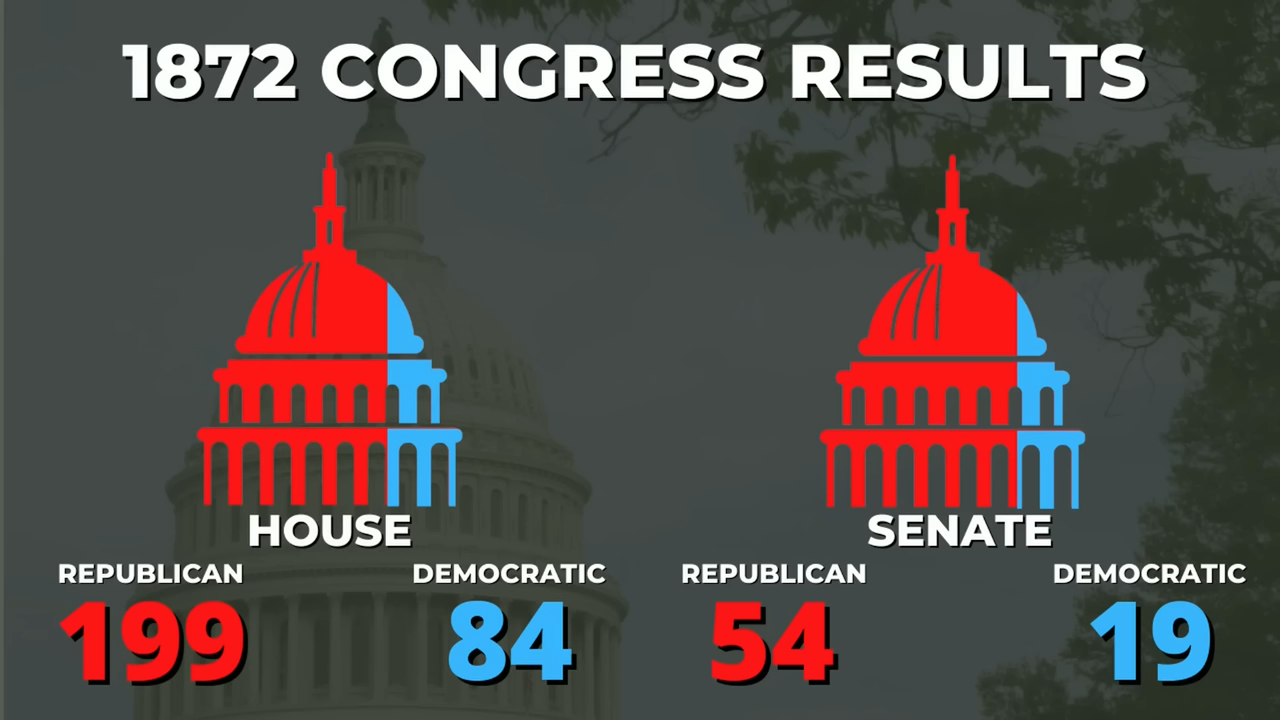 1872 CONGRESS RESULTS
HOUSE
SENATE
REPUBLICAN
DEMOCRATIC
REPUBLICAN
DEMOCRATIC
199
84
54
19